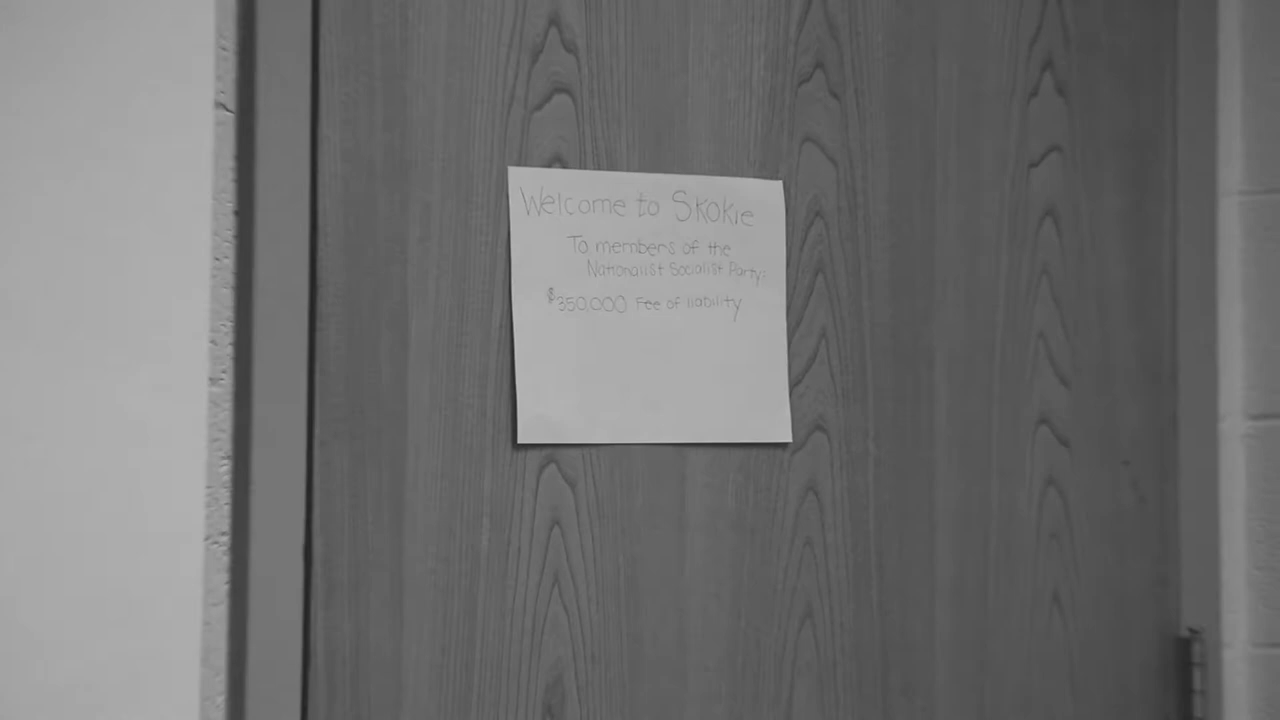 Welcome to Skokie
To members of the
Nationalist Socialist Party:
$350,000 Fee of liability